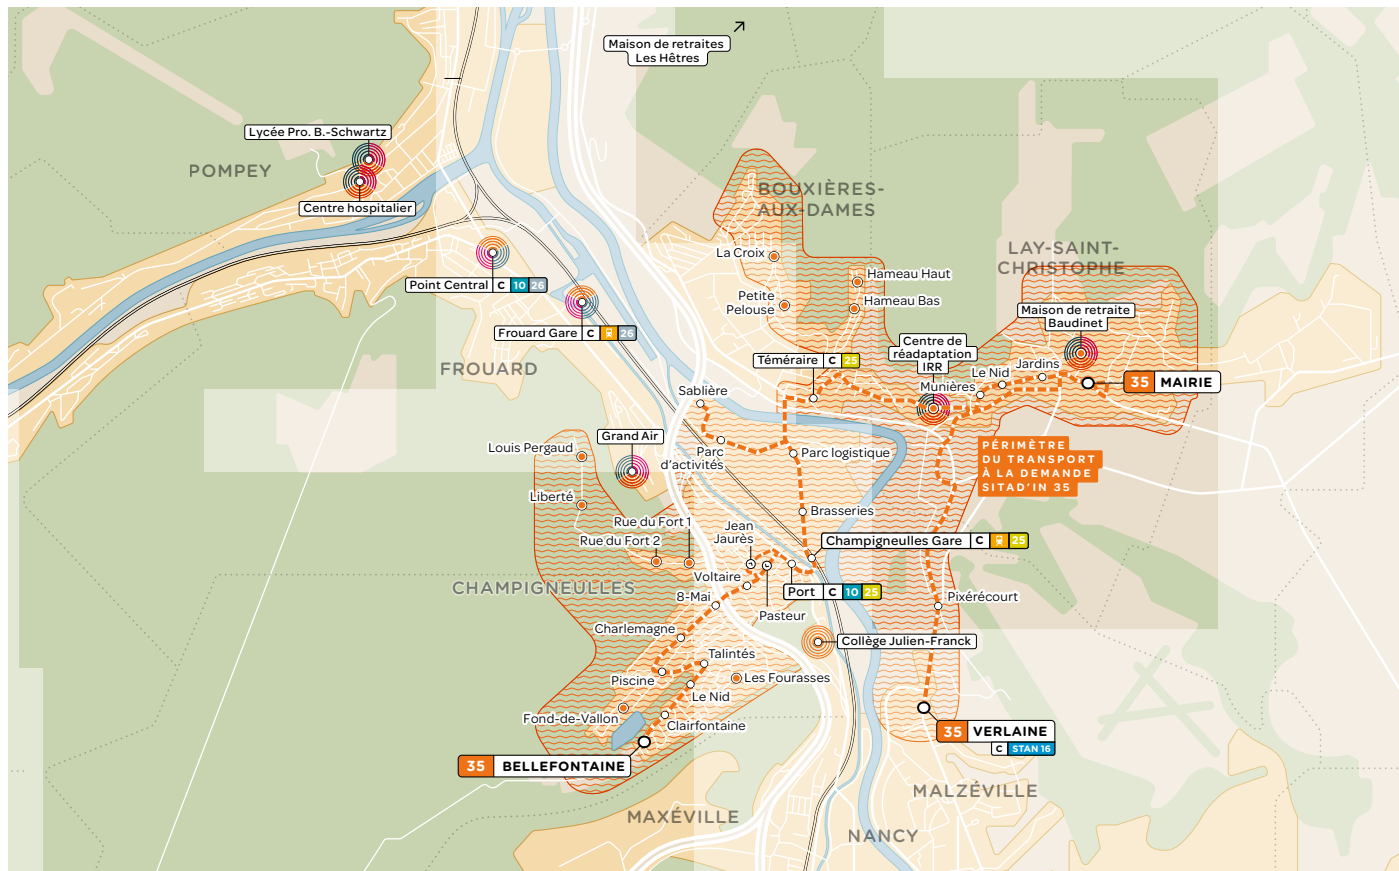 Maison de retraites
Les Hêtres
Lycée Pro. B.-Schwartz
POMPEY
Centre hospitalier
BOUXIÈRES-
AUX-DAMES
LAY-SAINT-
CHRISTOPHE
La Croix
Hameau Haut
Point Central C 10 26
Petite
Pelouse
Hameau Bas
Maison de retraite
Baudinet
Frouard Gare C 26
Centre de
réadaptation
IRR
FROUARD
Téméraire C 25
Jardins
Le Nid
Munières
35 MAIRIE
Sablière
Grand Air
Louis Pergaud
Parc
d'activités
Parc logistique
PÉRIMÈTRE
DU TRANSPORT
À LA DEMANDE
SITAD'IN 35
Liberté
Brasseries
Rue du Fort 1
Jean
Jaurès
Rue du Fort 2
Champigneulles Gare C 25
CHAMPIGNEULLES
Voltaire
Port C 10 25
8-Mai
Pixérécourt
Pasteur
Charlemagne
Collège Julien-Franck
Talintés
Piscine
Les Fourasses
Le Nid
Fond-de-Vallon
Clairfontaine
35 VERLAINE
C STAN 16
35 BELLEFONTAINE
MALZÉVILLE
MAXÉVILLE
NANCY